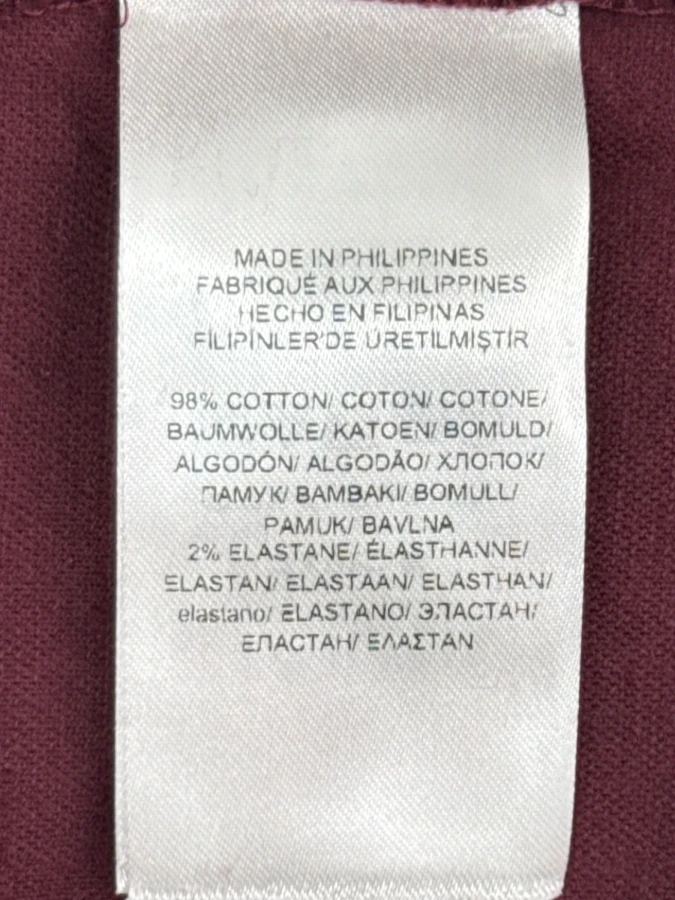 MADE IN PHILIPPINES
FABRIQUÉ AUX PHILIPPINES
HECHO EN FILIPINAS
FİLİPİNLER'DE ÜRETİLMİŞTİR
98% COTTON/ COTON/ COTONE/
BAUMWOLLE/ KATOEN/ BOMULD/
ALGODÓN/ ALGODÃO/ ХЛОПОК/
ПАМУК/ BAMBAKI/ BOMULL/
PAMUK/ BAVLNA
2% ELASTANE/ ÉLASTHANNE/
ELASTAN/ ELASTAAN/ ELASTHAN/
elastano/ ELASTANO/ ЭЛАСТАН/
ЕЛАСТАН/ ΕΛΑΣΤΑΝ